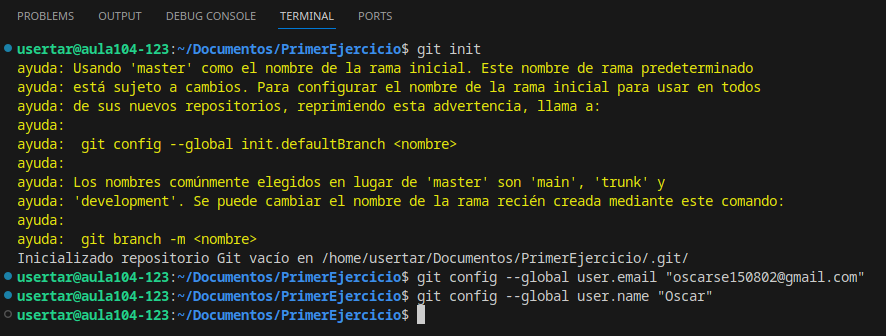 PROBLEMS OUTPUT DEBUG CONSOLE TERMINAL PORTS
usertar@aula104-123:~/Documentos/PrimerEjercicio$ git init
ayuda: Usando 'master' como el nombre de la rama inicial. Este nombre de rama predeterminado
ayuda: está sujeto a cambios. Para configurar el nombre de la rama inicial para usar en todos
ayuda: de sus nuevos repositorios, reprimiendo esta advertencia, llama a:
ayuda:
ayuda:  git config --global init.defaultBranch <nombre>
ayuda:
ayuda: Los nombres comúnmente elegidos en lugar de 'master' son 'main', 'trunk' y
ayuda: 'development'. Se puede cambiar el nombre de la rama recién creada mediante este comando:
ayuda:
ayuda:  git branch -m <nombre>
Inicializado repositorio Git vacío en /home/usertar/Documentos/PrimerEjercicio/.git/
usertar@aula104-123:~/Documentos/PrimerEjercicio$ git config --global user.email "oscarse150802@gmail.com"
usertar@aula104-123:~/Documentos/PrimerEjercicio$ git config --global user.name "Oscar"
usertar@aula104-123:~/Documentos/PrimerEjercicio$